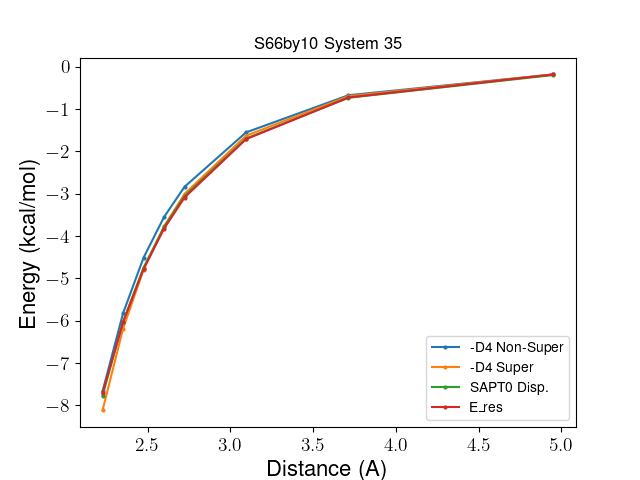 S66by10 System 35
0
−1
−2
−3
−4
−5
−6
−7
−8
Energy (kcal/mol)
2.5 3.0 3.5 4.0 4.5 5.0
Distance (A)
-D4 Non-Super
-D4 Super
SAPT0 Disp.
E_res